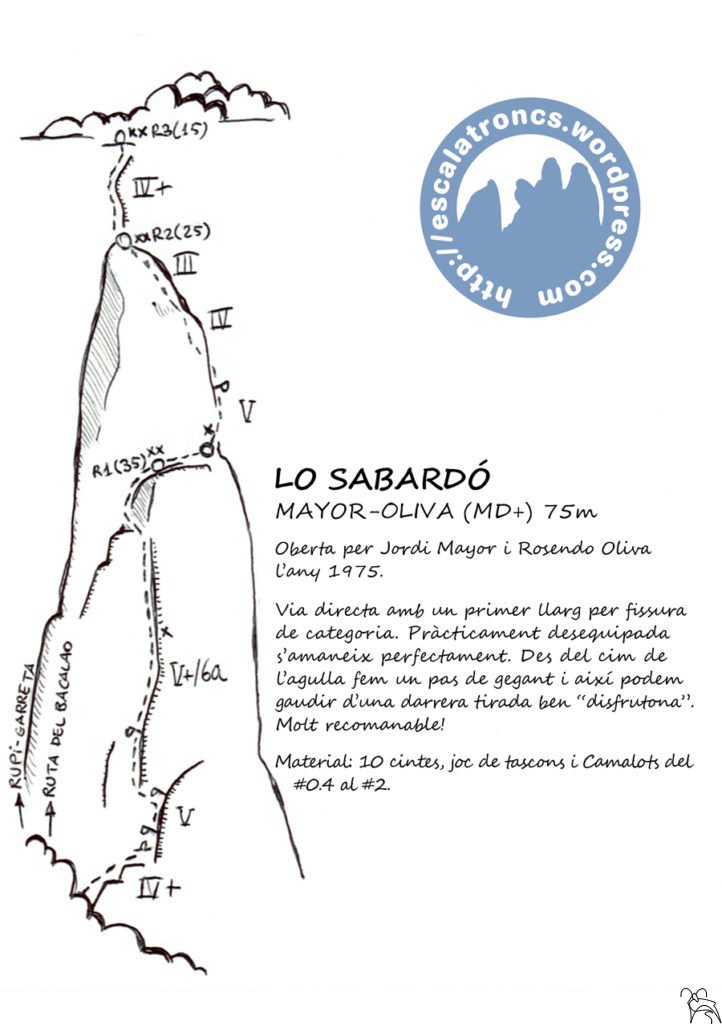 http://escalatroncs.wordpress.com
xxR3(15)
IV+
xxR2(25)
III
IV
V
x
R1(35)xx
x
V+/6a
V
IV+
RUPI-GARRETA
RUTA DEL BACALAO
LO SABARDÓ
MAYOR-OLIVA (MD+) 75m
Oberta per Jordi Mayor i Rosendo Oliva
l'any 1975.
Via directa amb un primer llarg per fissura
de categoria. Pràcticament desequipada
s'amaneix perfectament. Des del cim de
l'agulla fem un pas de gegant i així podem
gaudir d'una darrera tirada ben "disfrutona".
Molt recomanable!
Material: 10 cintes, joc de tascons i Camalots del
#0.4 al #2.